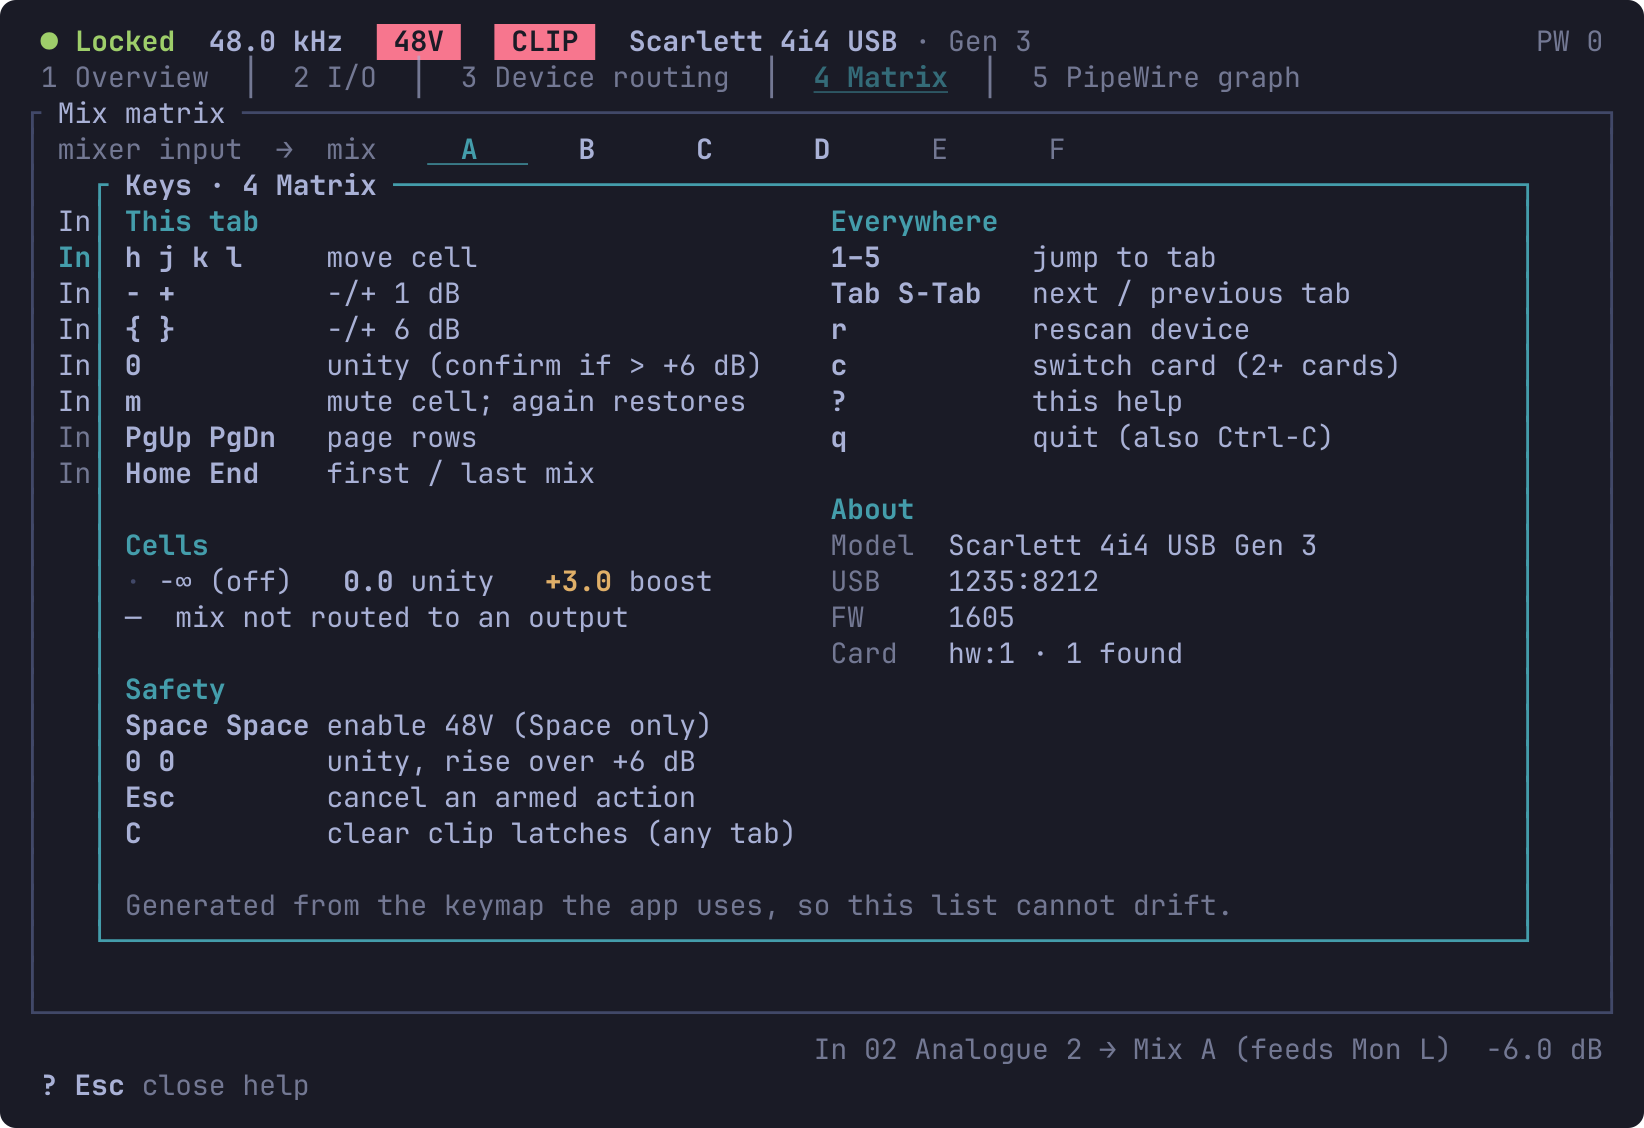 ● Locked  48.0 kHz  48V  CLIP  Scarlett 4i4 USB · Gen 3  PW 0
1 Overview │ 2 I/O │ 3 Device routing │ 4 Matrix │ 5 PipeWire graph
Mix matrix
mixer input → mix  A  B  C  D  E  F
Keys · 4 Matrix
In  This tab  Everywhere
In  h j k l  move cell  1-5  jump to tab
In  - +  -/+ 1 dB  Tab S-Tab  next / previous tab
In  { }  -/+ 6 dB  r  rescan device
In  0  unity (confirm if > +6 dB)  c  switch card (2+ cards)
In  m  mute cell; again restores  ?  this help
In  PgUp PgDn  page rows  q  quit (also Ctrl-C)
In  Home End  first / last mix
About
Cells  Model  Scarlett 4i4 USB Gen 3
· -∞ (off)  0.0 unity  +3.0 boost  USB  1235:8212
—  mix not routed to an output  FW  1605
Card  hw:1 · 1 found
Safety
Space Space  enable 48V (Space only)
0 0  unity, rise over +6 dB
Esc  cancel an armed action
C  clear clip latches (any tab)
Generated from the keymap the app uses, so this list cannot drift.
In 02 Analogue 2 → Mix A (feeds Mon L)  -6.0 dB
? Esc close help